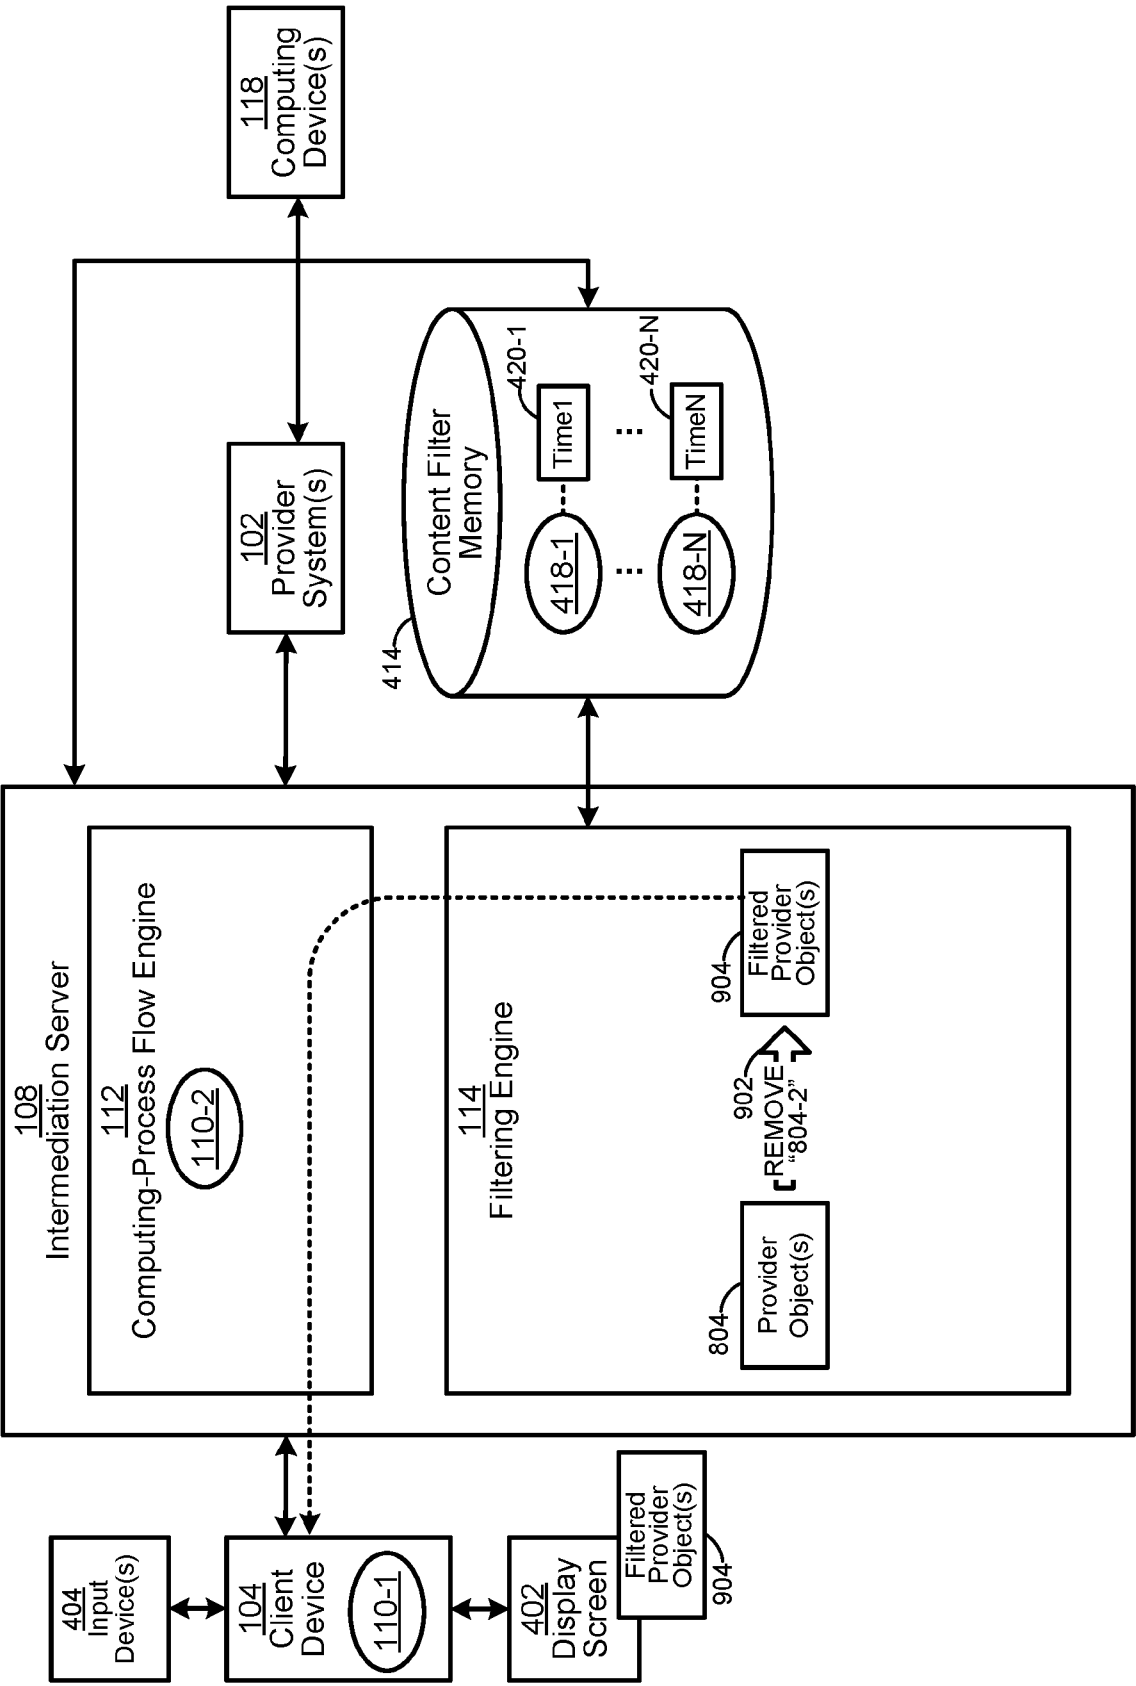 404
Input
Device(s)
104
Client
Device
110-1
402
Display
Screen
Filtered
Provider
Object(s)
904
108
Intermediation Server
112
Computing-Process Flow Engine
110-2
114
Filtering Engine
804
Provider
Object(s)
902
REMOVE
“804-2”
904
Filtered
Provider
Object(s)
102
Provider
System(s)
118
Computing
Device(s)
414
Content Filter
Memory
418-1
Time1
420-1
...
...
418-N
TimeN
420-N